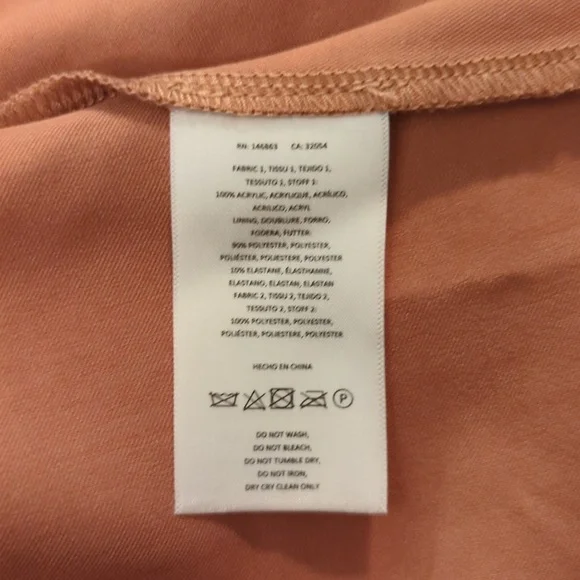 RN: 146863 CA: 32054
FABRIC 1, TISSU 1, TEJIDO 1,
TESSUTO 1, STOFF 1:
100% ACRYLIC, ACRYLIQUE, ACRÍLICO,
ACRILICO, ACRYL
LINING, DOUBLURE, FORRO,
FODERA, FUTTER:
90% POLYESTER, POLYESTER,
POLIÉSTER, POLIESTERE, POLYESTER
10% ELASTANE, ÉLASTHANNE,
ELASTANO, ELASTAN, ELASTAN
FABRIC 2, TISSU 2, TEJIDO 2,
TESSUTO 2, STOFF 2:
100% POLYESTER, POLYESTER,
POLIÉSTER, POLIESTERE, POLYESTER
HECHO EN CHINA
P
DO NOT WASH,
DO NOT BLEACH,
DO NOT TUMBLE DRY,
DO NOT IRON,
DRY CRY CLEAN ONLY